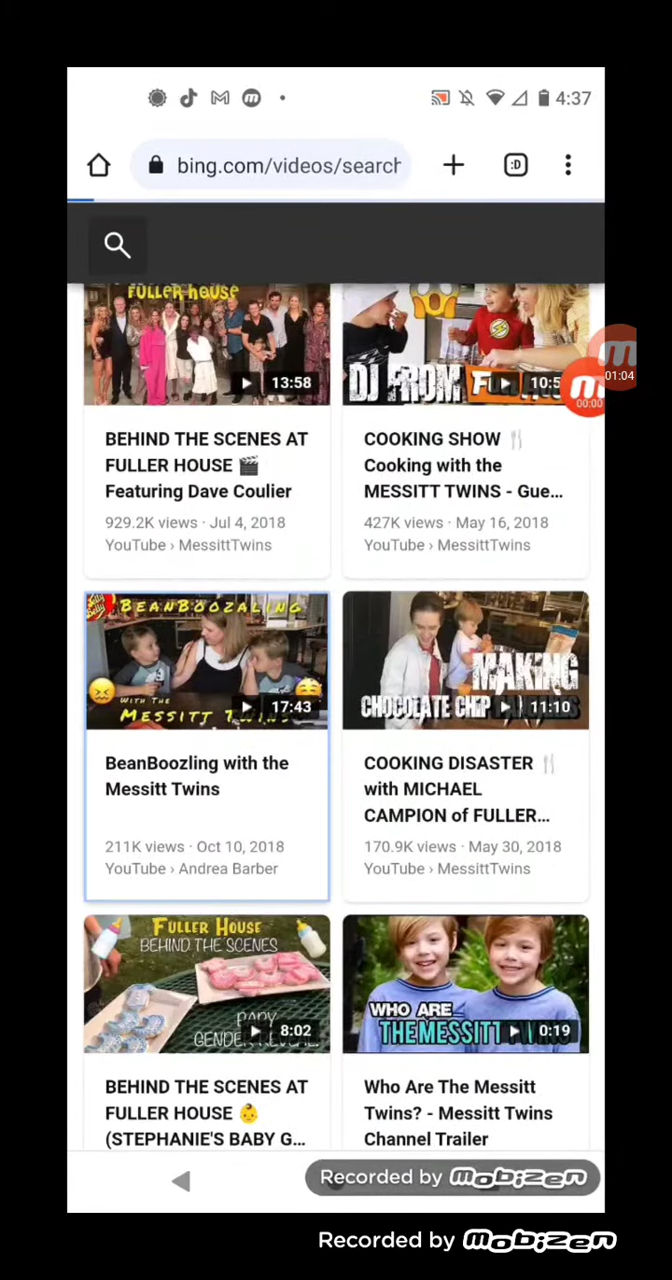 4:37
bing.com/videos/search
:D
01:04
00:00
FULLER HOUSE
13:58
DJ FROM
10:5
BEHIND THE SCENES AT
FULLER HOUSE 🎬
Featuring Dave Coulier
929.2K views · Jul 4, 2018
YouTube › MessittTwins
COOKING SHOW 🍴
Cooking with the
MESSITT TWINS - Gue...
427K views · May 16, 2018
YouTube › MessittTwins
Jelly Belly
BEANBOOZALING
WITH THE
MESSITT
17:43
MAKING
CHOCOLATE CHIP
11:10
BeanBoozling with the
Messitt Twins
211K views · Oct 10, 2018
YouTube › Andrea Barber
COOKING DISASTER 🍴
with MICHAEL
CAMPION of FULLER...
170.9K views · May 30, 2018
YouTube › MessittTwins
FULLER HOUSE
BEHIND THE SCENES
BABY
GENDER REVEAL
8:02
WHO ARE
THE MESSITT
0:19
BEHIND THE SCENES AT
FULLER HOUSE 👶
(STEPHANIE'S BABY G...
Who Are The Messitt
Twins? - Messitt Twins
Channel Trailer
Recorded by mobizen
Recorded by mobizen